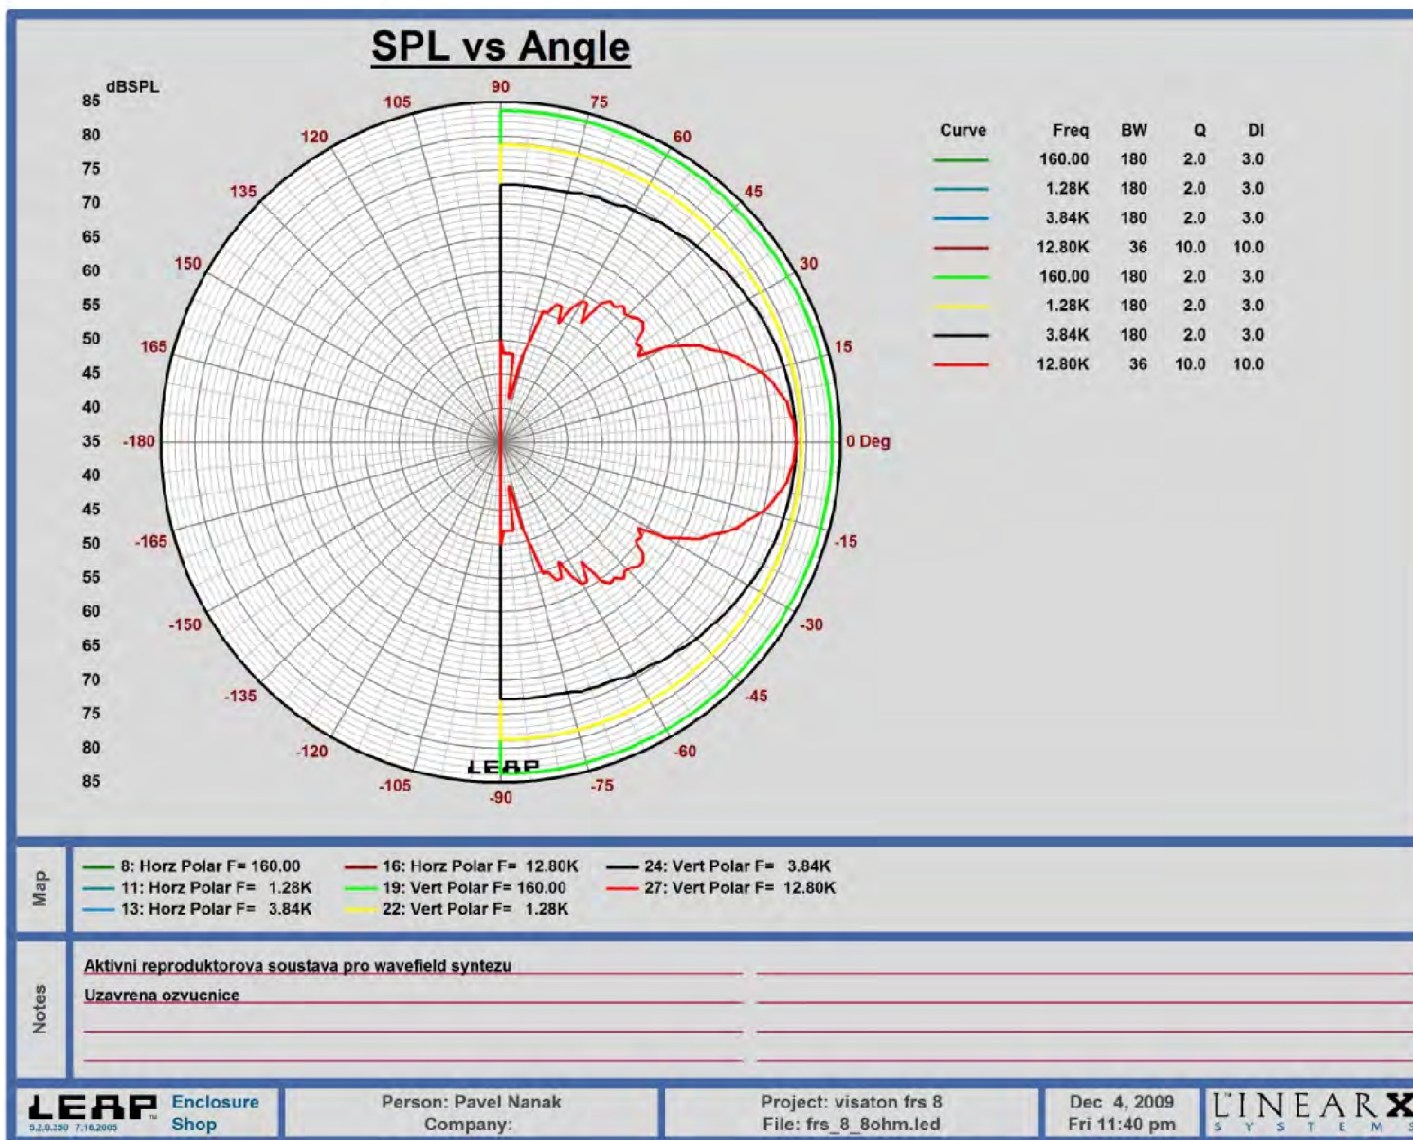 SPL vs Angle
dBSPL
85
80
75
70
65
60
55
50
45
40
35
40
45
50
55
60
65
70
75
80
85
90
75
60
45
30
15
0 Deg
-15
-30
-45
-60
-75
-90
-105
-120
-135
-150
-165
-180
165
150
135
120
105
LEAP
Curve Freq BW Q DI
160.00 180 2.0 3.0
1.28K 180 2.0 3.0
3.84K 180 2.0 3.0
12.80K 36 10.0 10.0
160.00 180 2.0 3.0
1.28K 180 2.0 3.0
3.84K 180 2.0 3.0
12.80K 36 10.0 10.0
Map
8: Horz Polar F= 160.00
11: Horz Polar F= 1.28K
13: Horz Polar F= 3.84K
16: Horz Polar F= 12.80K
19: Vert Polar F= 160.00
22: Vert Polar F= 1.28K
24: Vert Polar F= 3.84K
27: Vert Polar F= 12.80K
Notes
Aktivni reproduktorova soustava pro wavefield syntezu
Uzavrena ozvucnice
LEAP™ Enclosure Shop
Person: Pavel Nanak
Company:
Project: visaton frs 8
File: frs_8_8ohm.led
Dec 4, 2009
Fri 11:40 pm
LINEARX
SYSTEMS